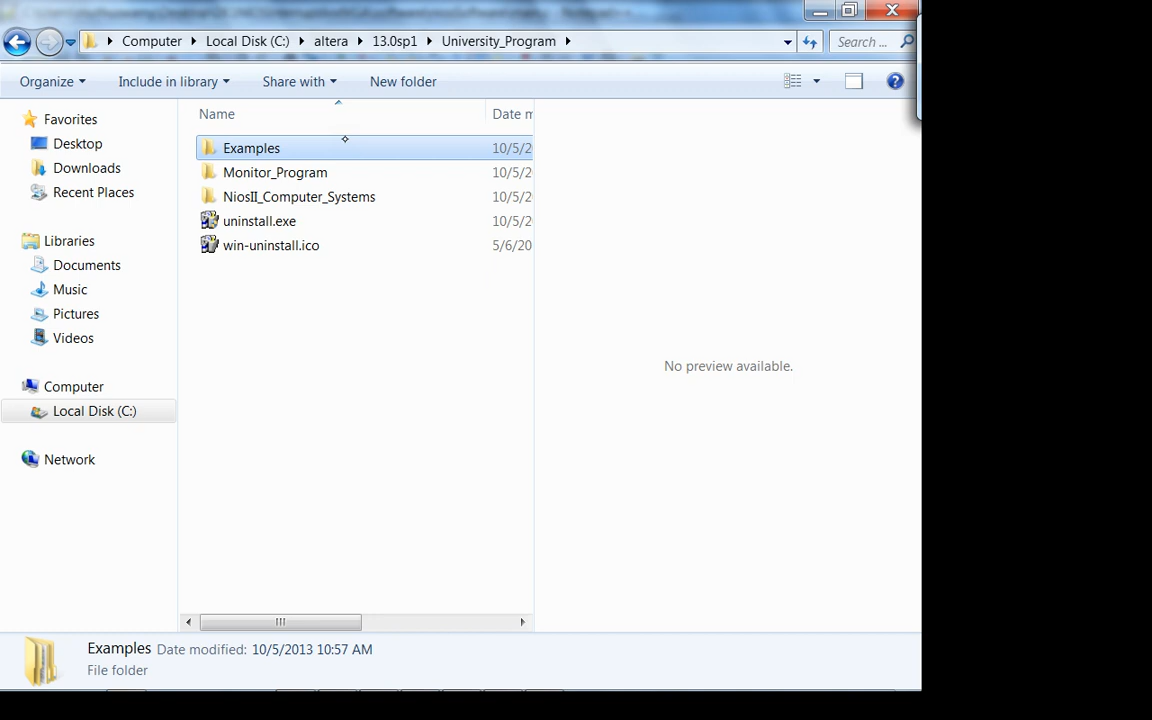 Computer Local Disk (C:) altera 13.0sp1 University_Program Search ...
Organize Include in library Share with New folder
Name Date m
Favorites
Desktop
Downloads
Recent Places
Libraries
Documents
Music
Pictures
Videos
Computer
Local Disk (C:)
Network
Examples 10/5/2
Monitor_Program 10/5/2
NiosII_Computer_Systems 10/5/2
uninstall.exe 10/5/2
win-uninstall.ico 5/6/20
No preview available.
Examples Date modified: 10/5/2013 10:57 AM
File folder